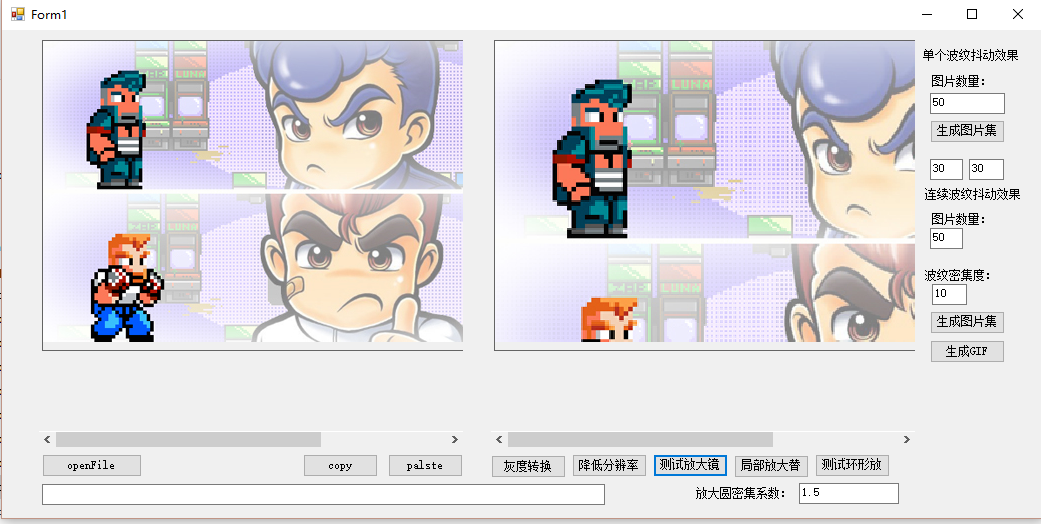 Form1
单个波纹抖动效果
图片数量:
50
生成图片集
30 30
连续波纹抖动效果
图片数量:
50
波纹密集度:
10
生成图片集
生成GIF
openFile copy palste
灰度转换 降低分辨率 测试放大镜 局部放大替 测试环形放
放大圆密集系数: 1.5